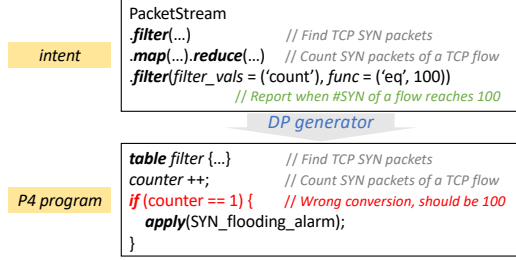 PacketStream
.filter(...) // Find TCP SYN packets
intent
.map(...).reduce(...) // Count SYN packets of a TCP flow
.filter(filter_vals = (‘count’), func = (‘eq’, 100))
// Report when #SYN of a flow reaches 100
DP generator
table filter {...} // Find TCP SYN packets
counter ++; // Count SYN packets of a TCP flow
P4 program
if (counter == 1) { // Wrong conversion, should be 100
apply(SYN_flooding_alarm);
}